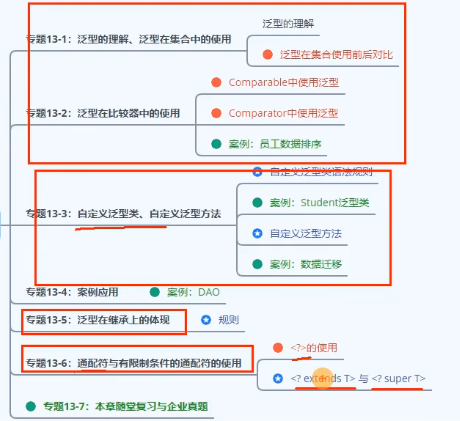 泛型的理解
专题13-1：泛型的理解、泛型在集合中的使用
泛型在集合使用前后对比
Comparable中使用泛型
专题13-2：泛型在比较器中的使用
Comparator中使用泛型
案例：员工数据排序
自定义泛型类语法规则
案例：Student泛型类
专题13-3：自定义泛型类、自定义泛型方法
自定义泛型方法
案例：数据迁移
专题13-4：案例应用
案例：DAO
专题13-5：泛型在继承上的体现
规则
<?>的使用
专题13-6：通配符与有限制条件的通配符的使用
<? extends T> 与 <? super T>
专题13-7：本章随堂复习与企业真题